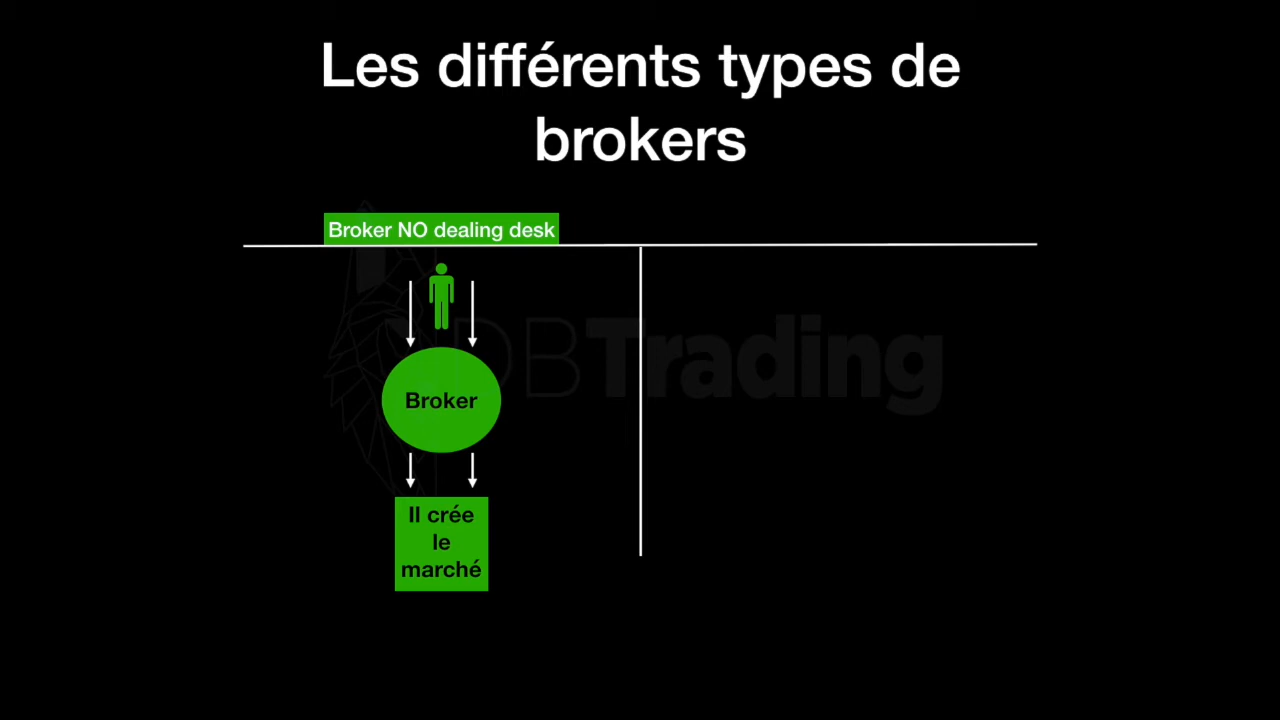 Les différents types de
brokers
Broker NO dealing desk
DBTrading
Broker
Il crée
le
marché